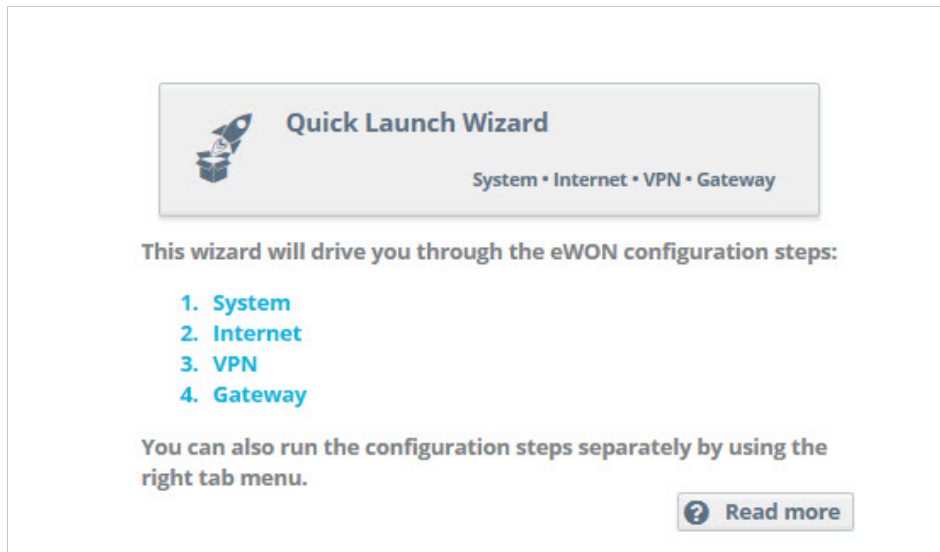 Quick Launch Wizard
System • Internet • VPN • Gateway
This wizard will drive you through the eWON configuration steps:
1. System
2. Internet
3. VPN
4. Gateway
You can also run the configuration steps separately by using the
right tab menu.
? Read more